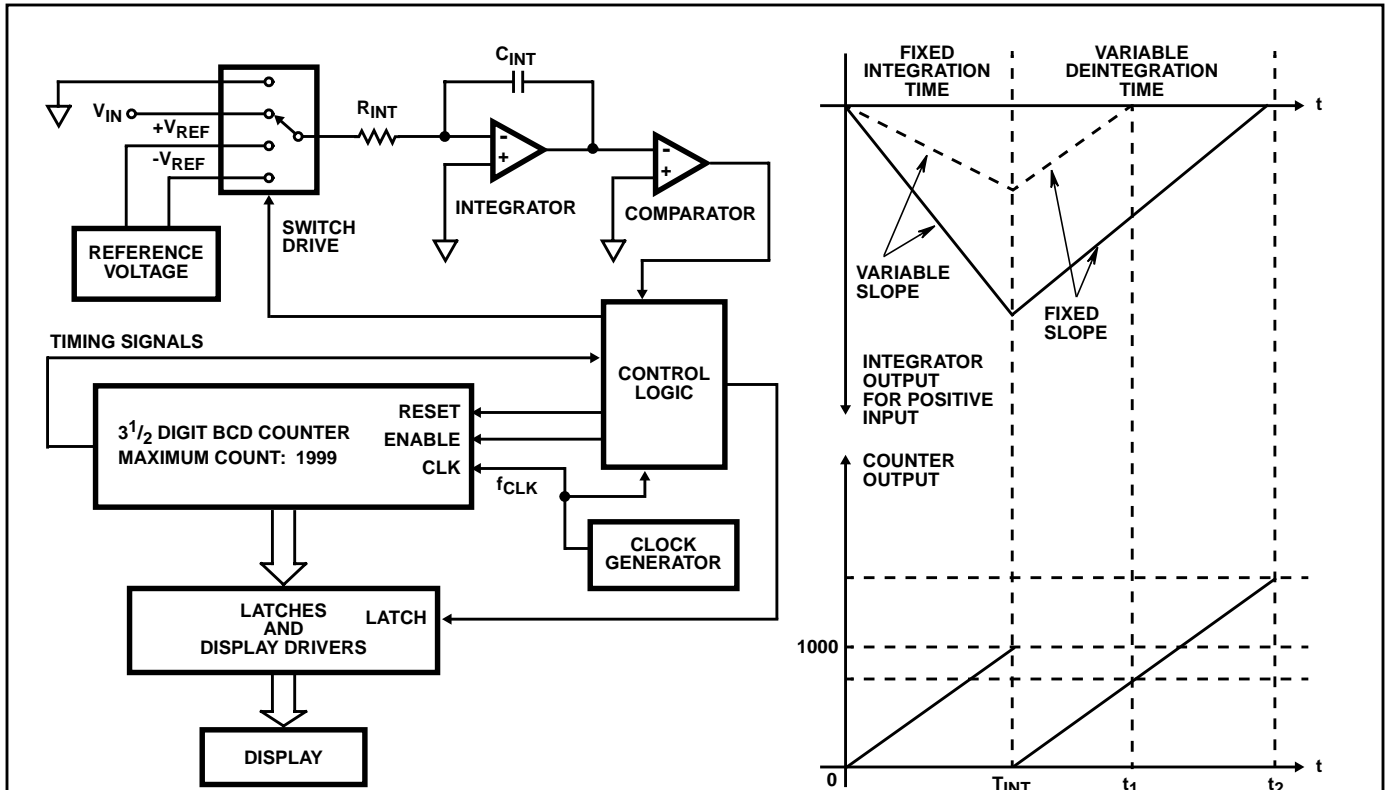 C_INT
R_INT
V_IN
+V_REF
-V_REF
-
+
-
+
INTEGRATOR
COMPARATOR
SWITCH
DRIVE
REFERENCE
VOLTAGE
TIMING SIGNALS
CONTROL
LOGIC
3 1/2 DIGIT BCD COUNTER
MAXIMUM COUNT: 1999
RESET
ENABLE
CLK
f_CLK
CLOCK
GENERATOR
LATCHES
AND
DISPLAY DRIVERS
LATCH
DISPLAY
FIXED
INTEGRATION
TIME
VARIABLE
DEINTEGRATION
TIME
t
VARIABLE
SLOPE
FIXED
SLOPE
INTEGRATOR
OUTPUT
FOR POSITIVE
INPUT
COUNTER
OUTPUT
1000
0
T_INT
t_1
t_2
t